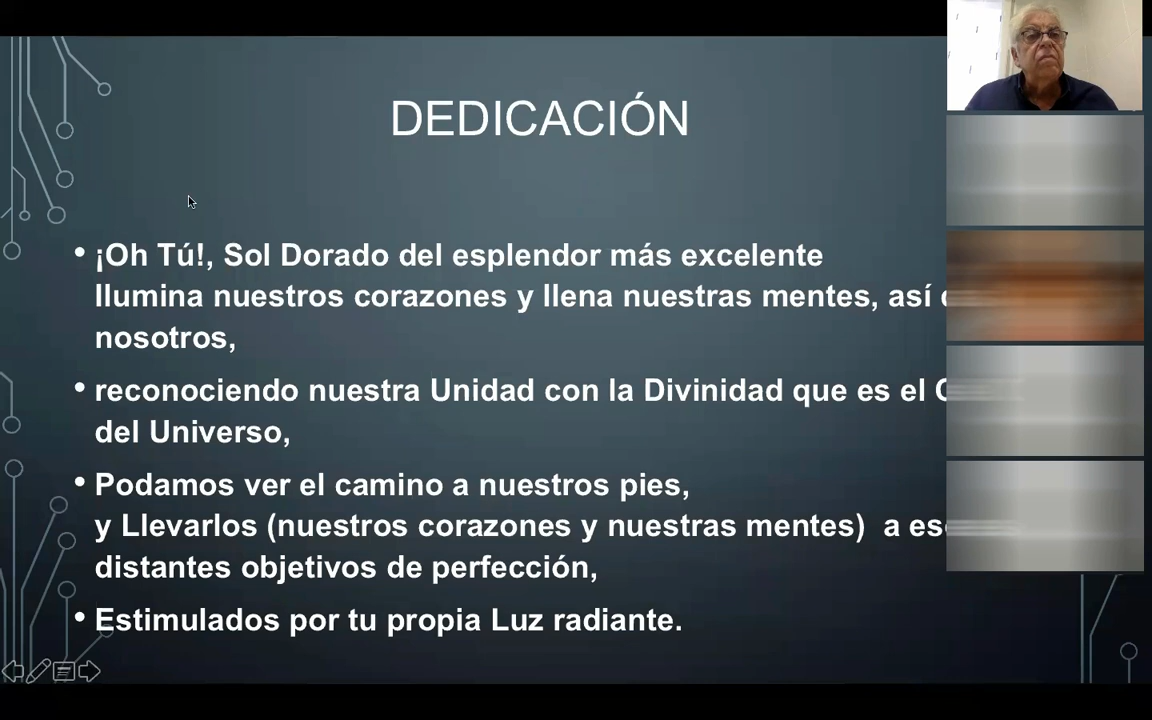 DEDICACIÓN
• ¡Oh Tú!, Sol Dorado del esplendor más excelente
Ilumina nuestros corazones y llena nuestras mentes, así
nosotros,
• reconociendo nuestra Unidad con la Divinidad que es el
del Universo,
• Podamos ver el camino a nuestros pies,
y Llevarlos (nuestros corazones y nuestras mentes)  a
distantes objetivos de perfección,
• Estimulados por tu propia Luz radiante.